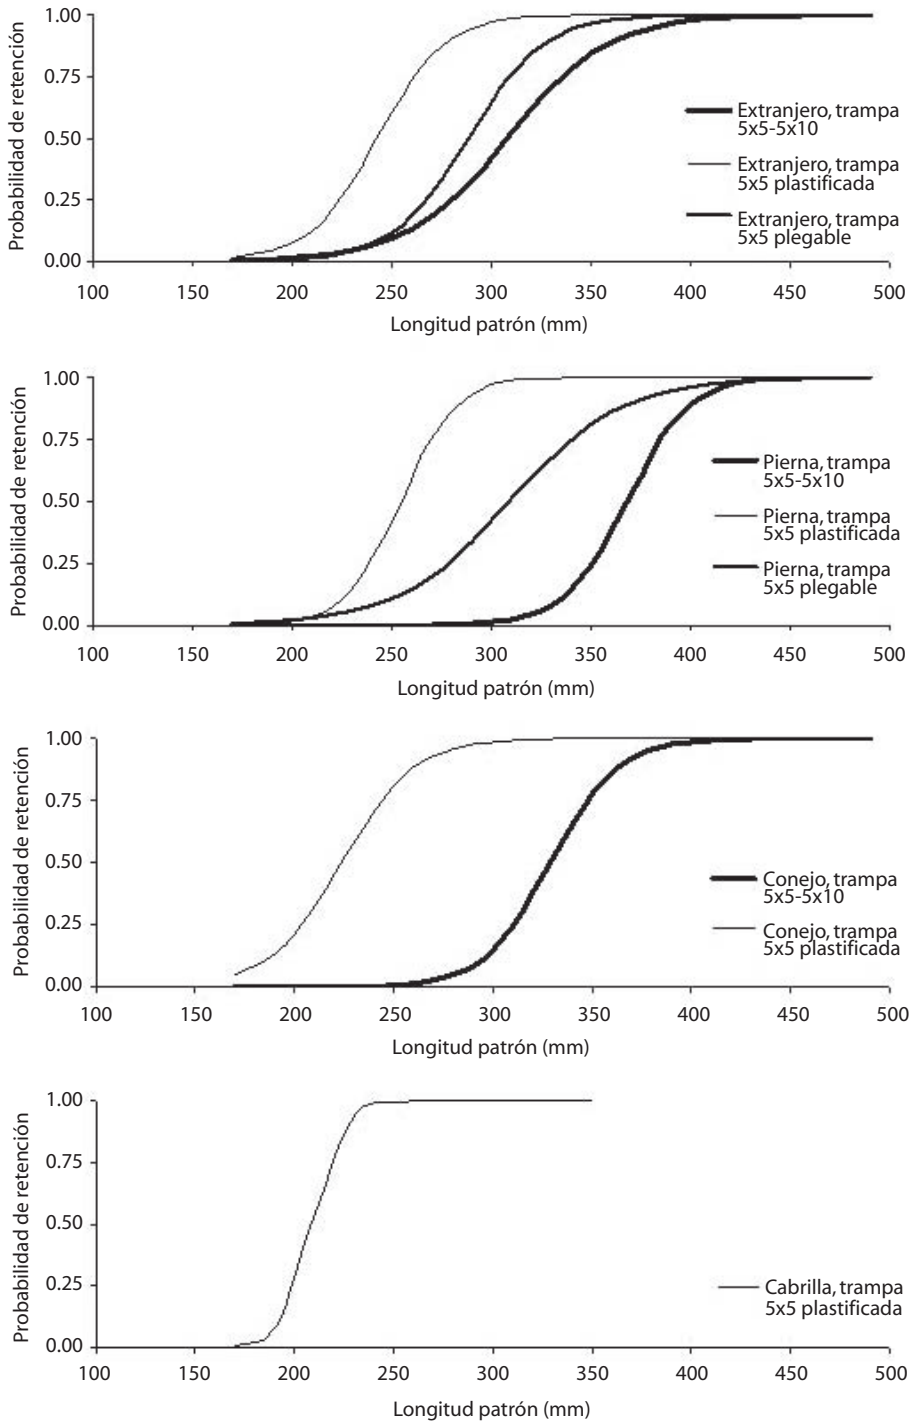 Probabilidad de retención
1.00
0.75
0.50
0.25
0.00
100 150 200 250 300 350 400 450 500
Longitud patrón (mm)
Extranjero, trampa
5x5-5x10
Extranjero, trampa
5x5 plastificada
Extranjero, trampa
5x5 plegable
Probabilidad de retención
1.00
0.75
0.50
0.25
0.00
100 150 200 250 300 350 400 450 500
Longitud patrón (mm)
Pierna, trampa
5x5-5x10
Pierna, trampa
5x5 plastificada
Pierna, trampa
5x5 plegable
Probabilidad de retención
1.00
0.75
0.50
0.25
0.00
100 150 200 250 300 350 400 450 500
Longitud patrón (mm)
Conejo, trampa
5x5-5x10
Conejo, trampa
5x5 plastificada
Probabilidad de retención
1.00
0.75
0.50
0.25
0.00
100 150 200 250 300 350 400 450 500
Longitud patrón (mm)
Cabrilla, trampa
5x5 plastificada